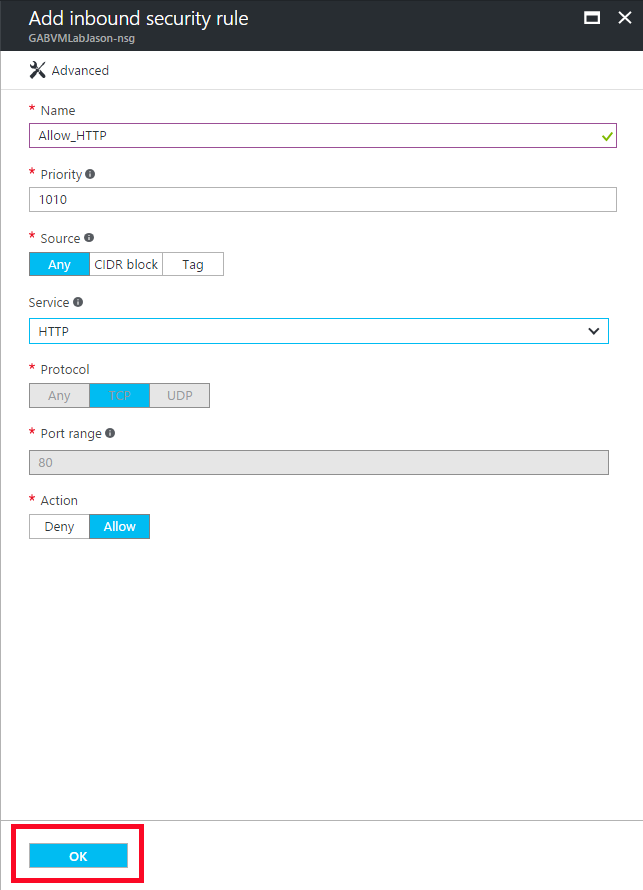 Add inbound security rule
GABVMLabJason-nsg
Advanced
* Name
Allow_HTTP
* Priority
1010
* Source
Any CIDR block Tag
Service
HTTP
* Protocol
Any TCP UDP
* Port range
80
* Action
Deny Allow
OK